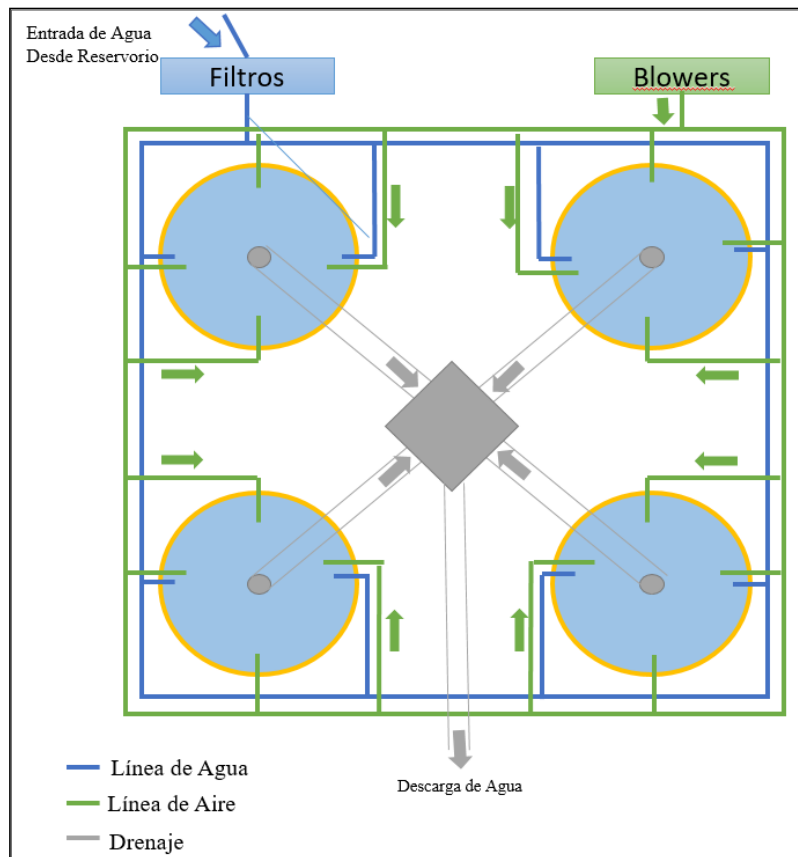 Entrada de Agua
Desde Reservorio
Filtros
Blowers
Línea de Agua
Línea de Aire
Drenaje
Descarga de Agua